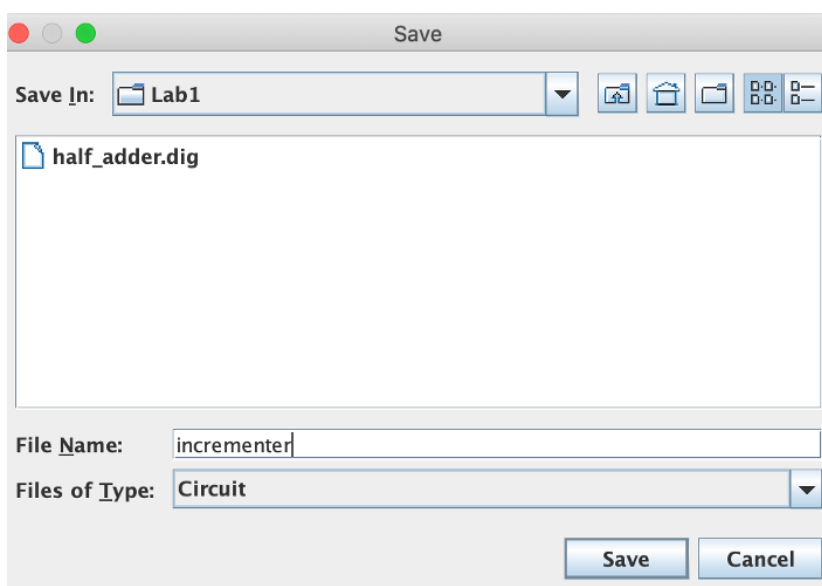 Save
Save In: Lab1
half_adder.dig
File Name: incrementer
Files of Type: Circuit
Save Cancel